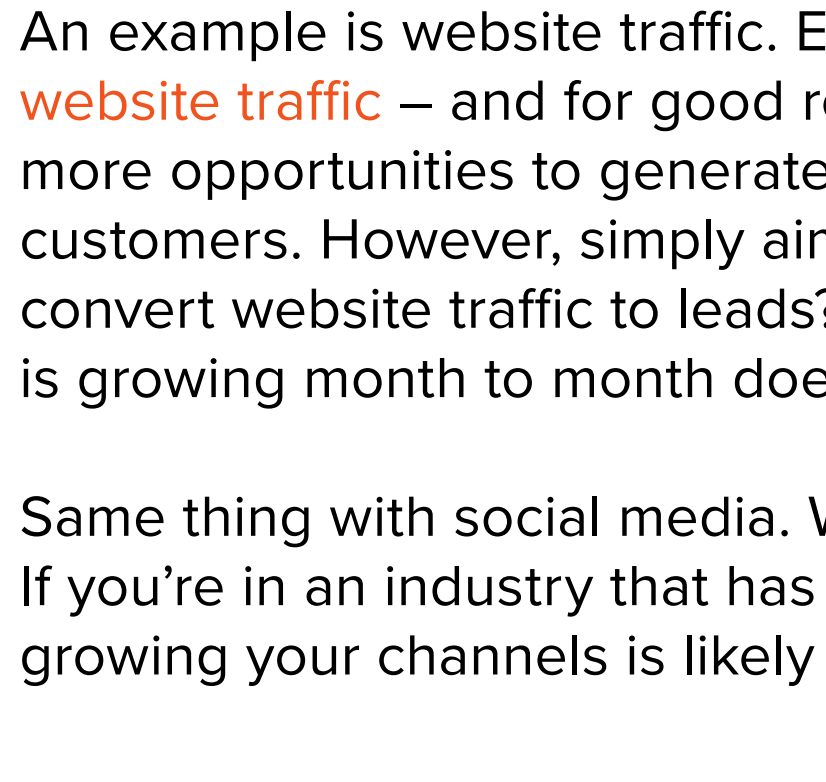 An example is website traffic. E
website traffic – and for good r
more opportunities to generate
customers. However, simply
convert website traffic to leads?
is growing month to month
Same thing with social media.
If you’re in an industry that has
growing your channels is likely